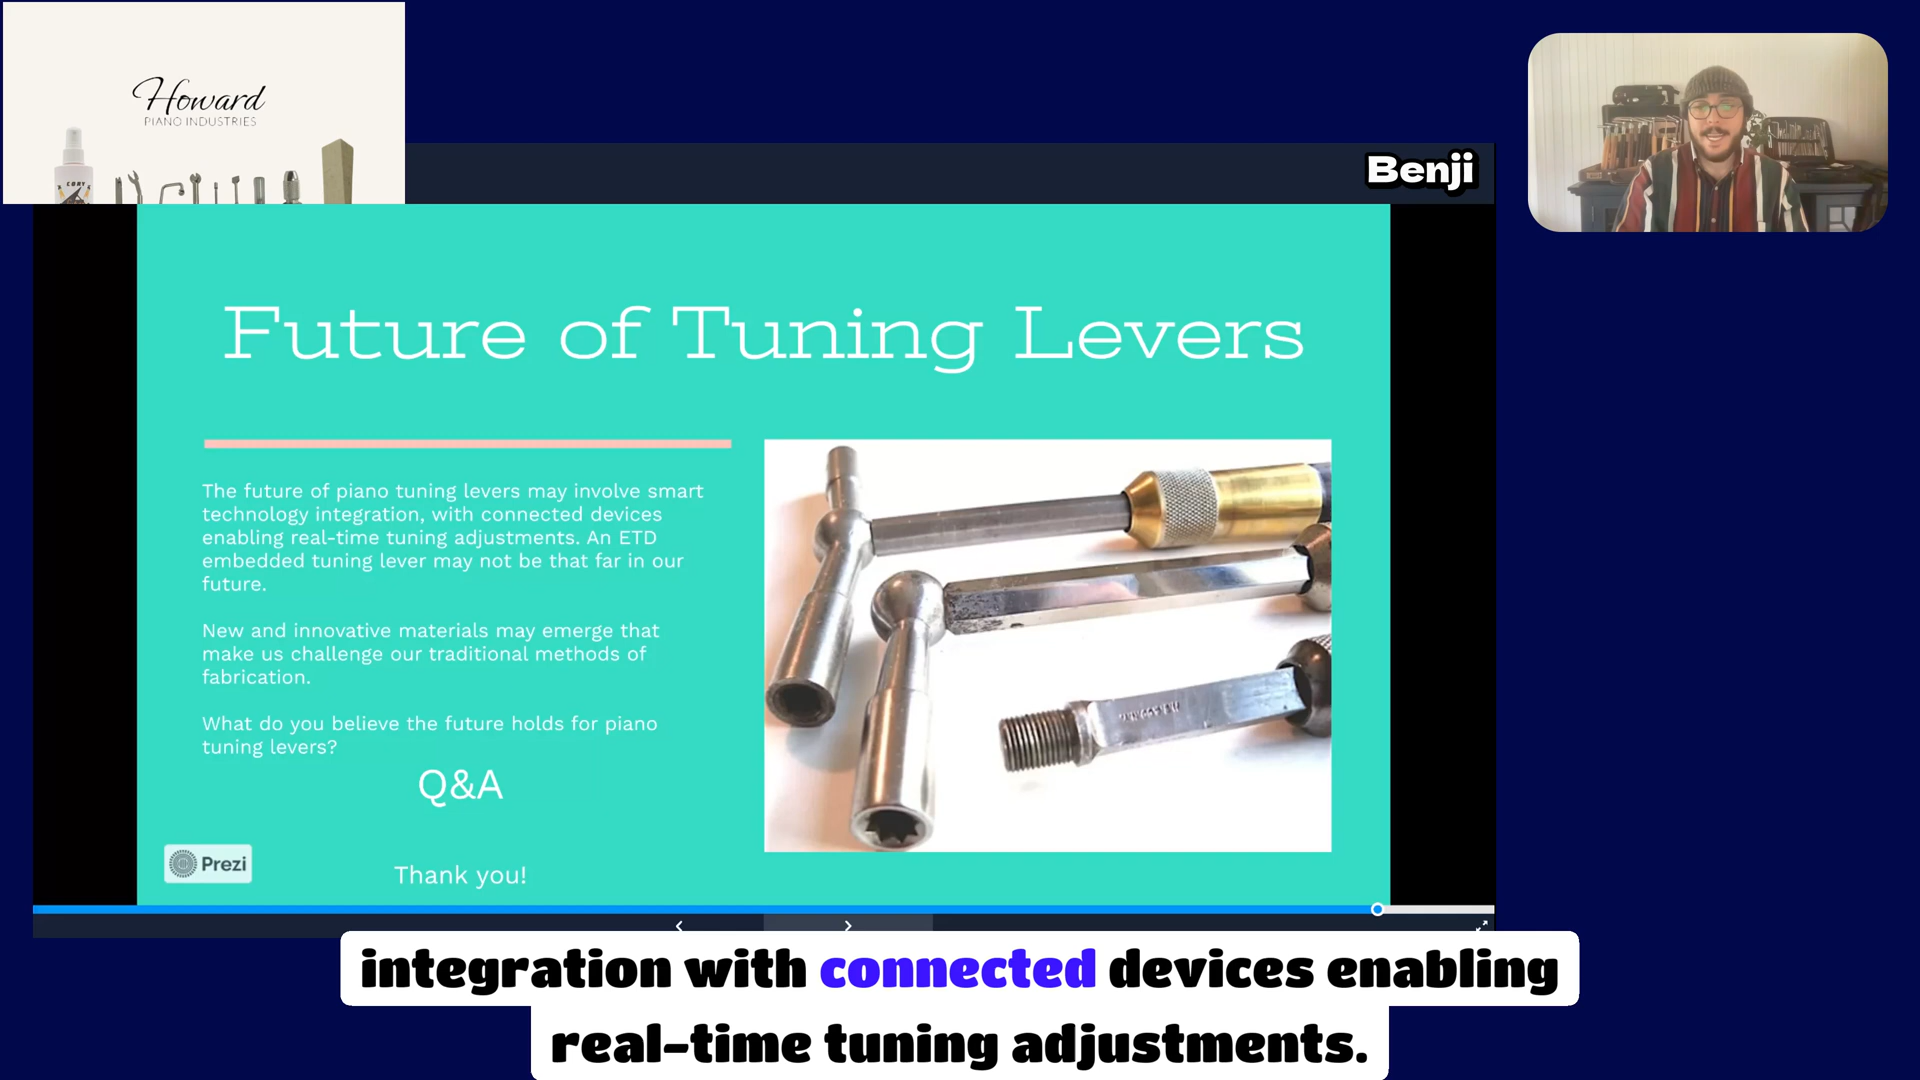 Howard
PIANO INDUSTRIES
CORY
Benji
Future of Tuning Levers
The future of piano tuning levers may involve smart
technology integration, with connected devices
enabling real-time tuning adjustments. An ETD
embedded tuning lever may not be that far in our
future.
New and innovative materials may emerge that
make us challenge our traditional methods of
fabrication.
What do you believe the future holds for piano
tuning levers?
Q&A
Prezi
Thank you!
integration with connected devices enabling
real-time tuning adjustments.